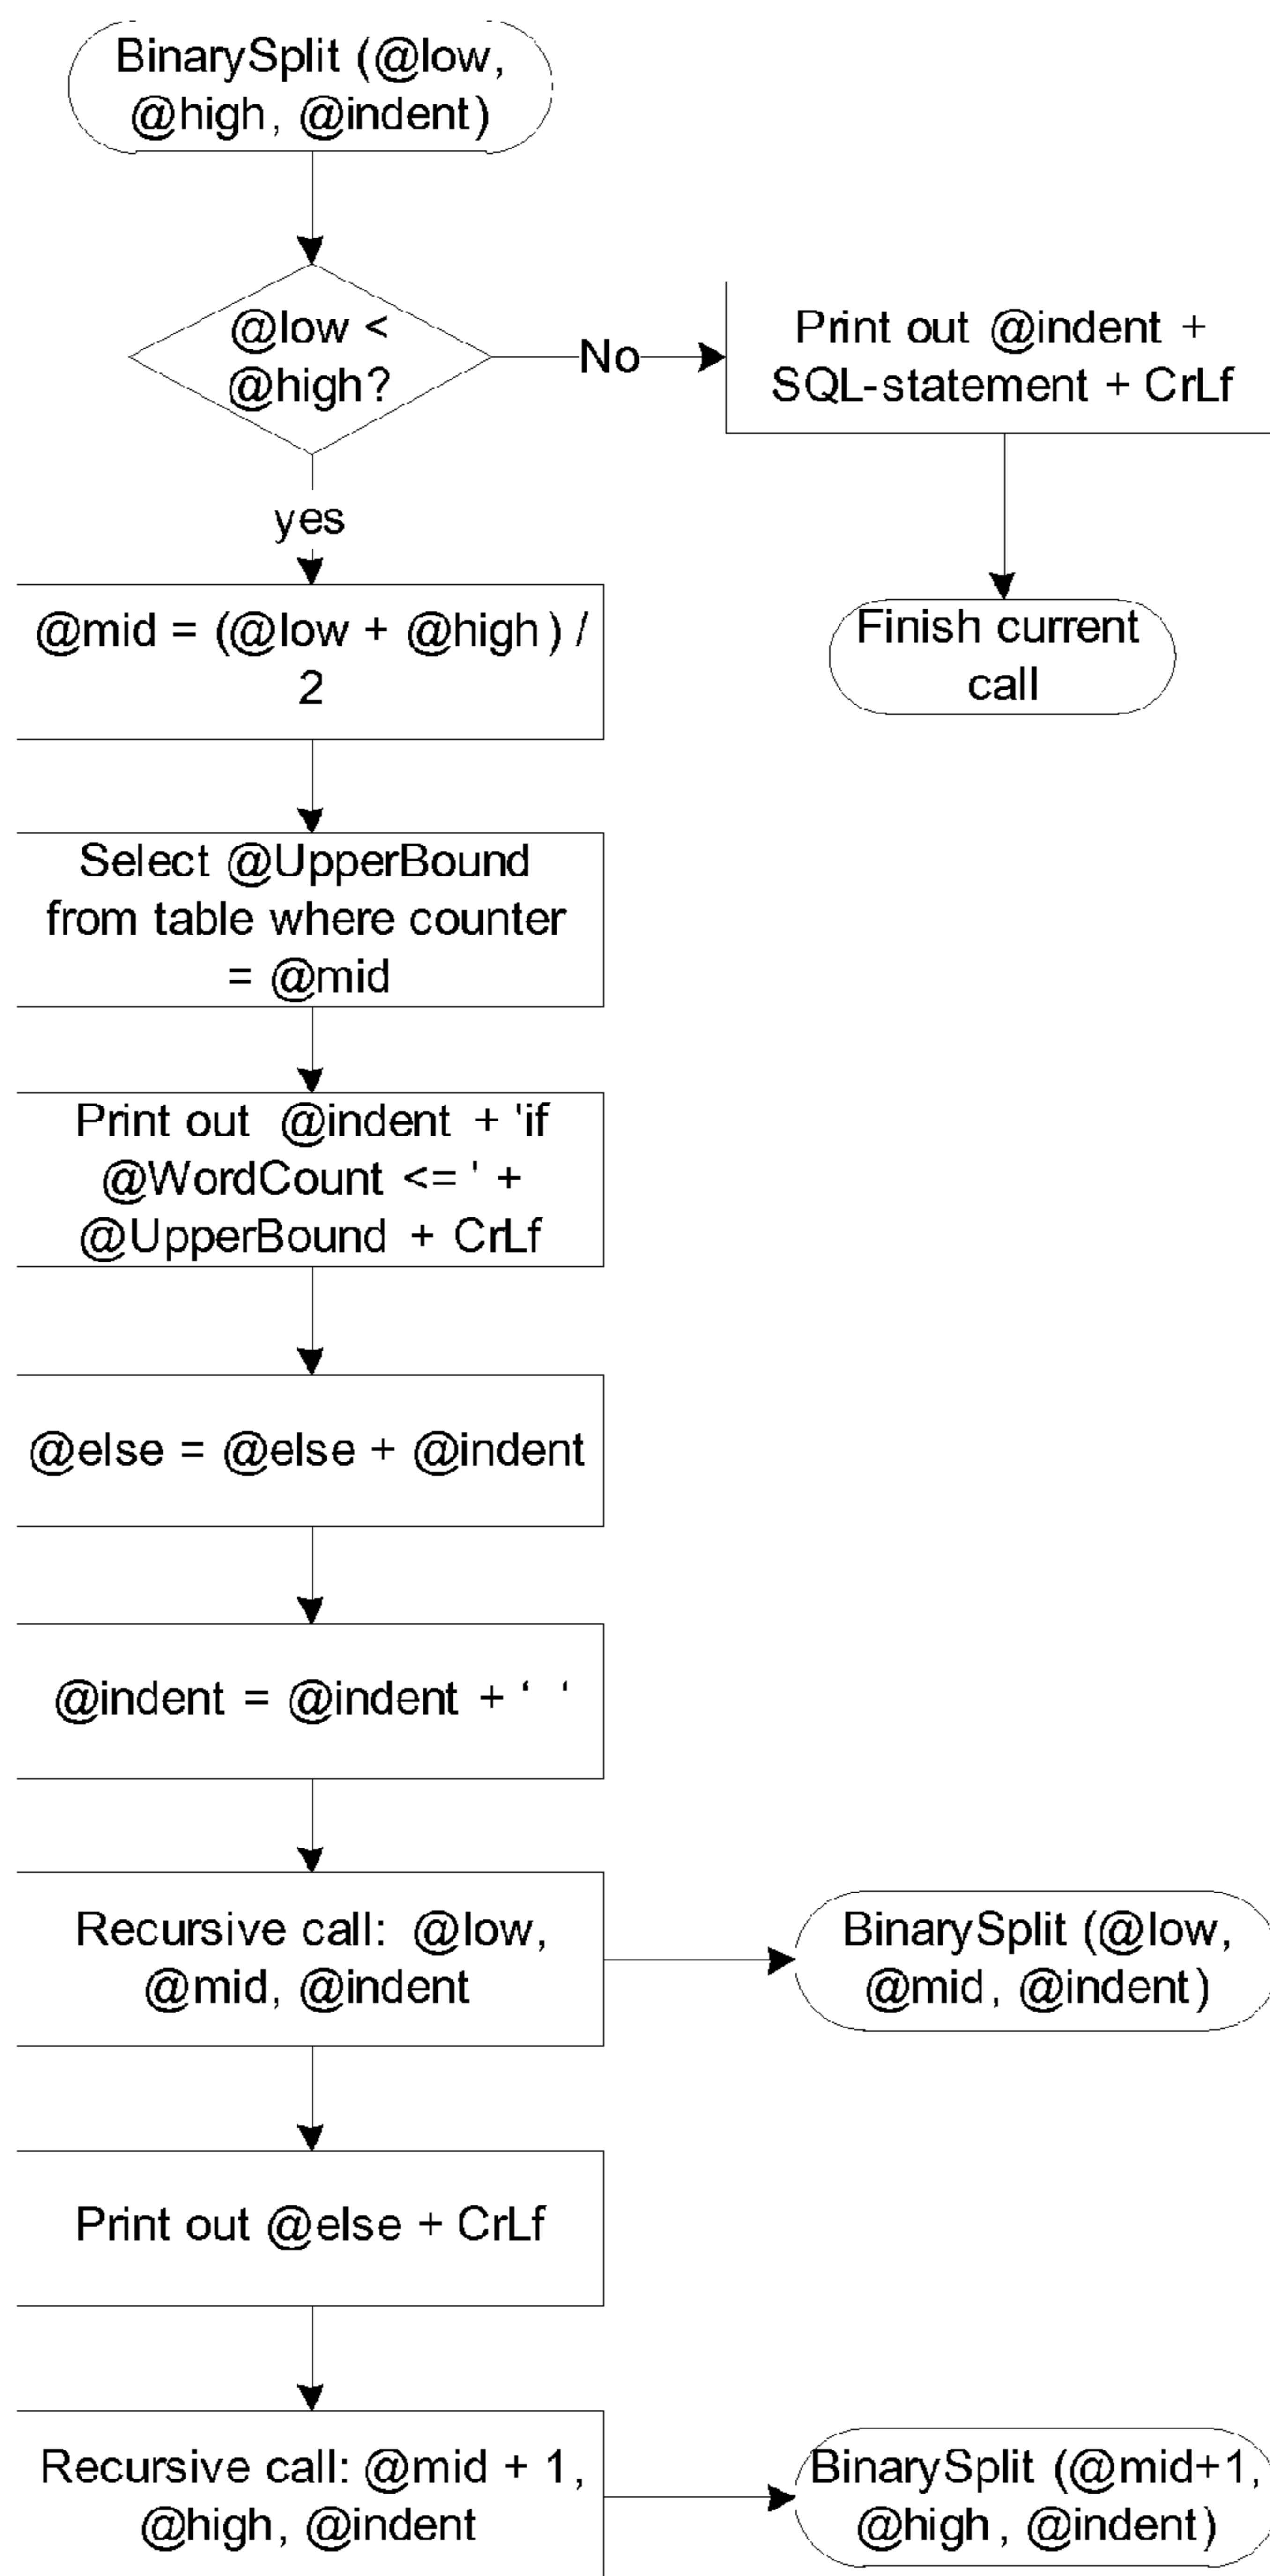 BinarySplit (@low,
@high, @indent)
@low <
@high?
No
Print out @indent +
SQL-statement + CrLf
Finish current
call
yes
@mid = (@low + @high) /
2
Select @UpperBound
from table where counter
= @mid
Print out @indent + 'if
@WordCount <= ' +
@UpperBound + CrLf
@else = @else + @indent
@indent = @indent + ‘ ‘
Recursive call: @low,
@mid, @indent
BinarySplit (@low,
@mid, @indent)
Print out @else + CrLf
Recursive call: @mid + 1,
@high, @indent
BinarySplit (@mid+1,
@high, @indent)